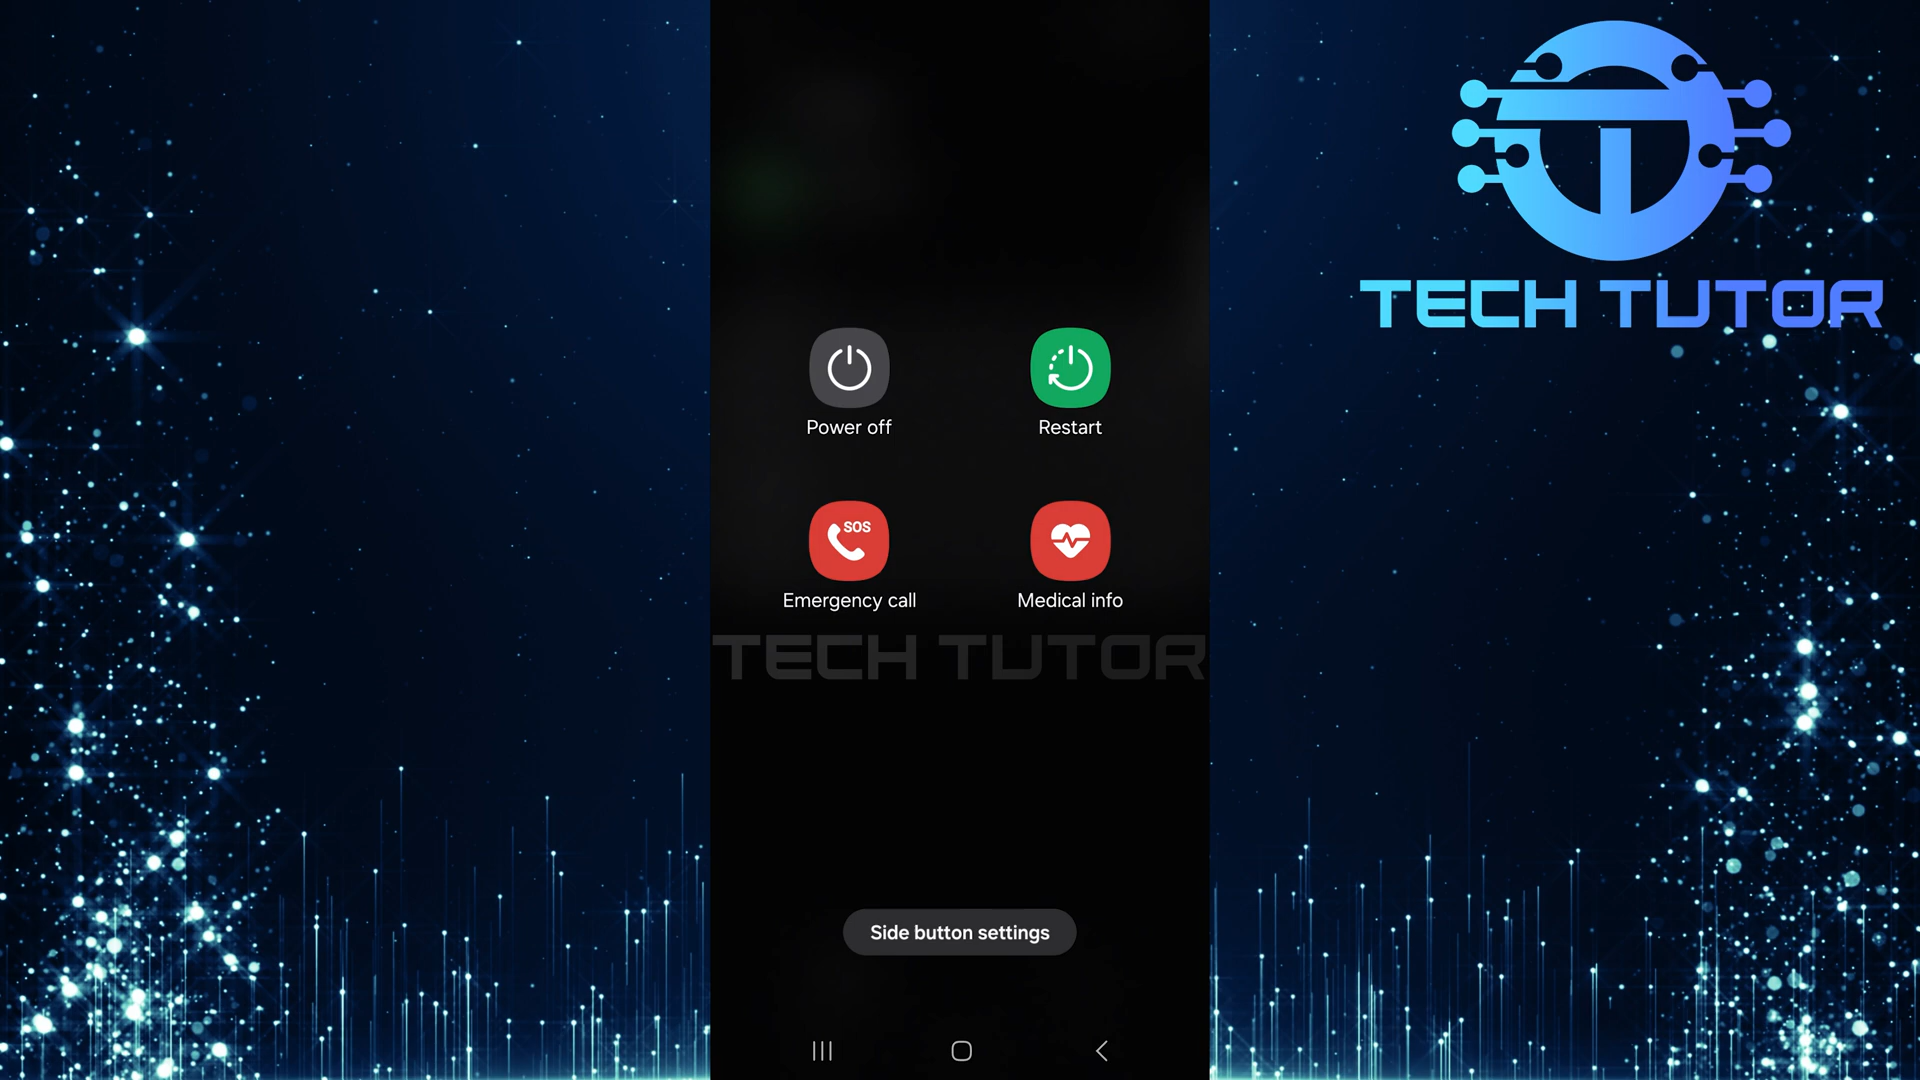 TECH TUTOR
Power off
Restart
SOS
Emergency call
Medical info
TECH TUTOR
Side button settings